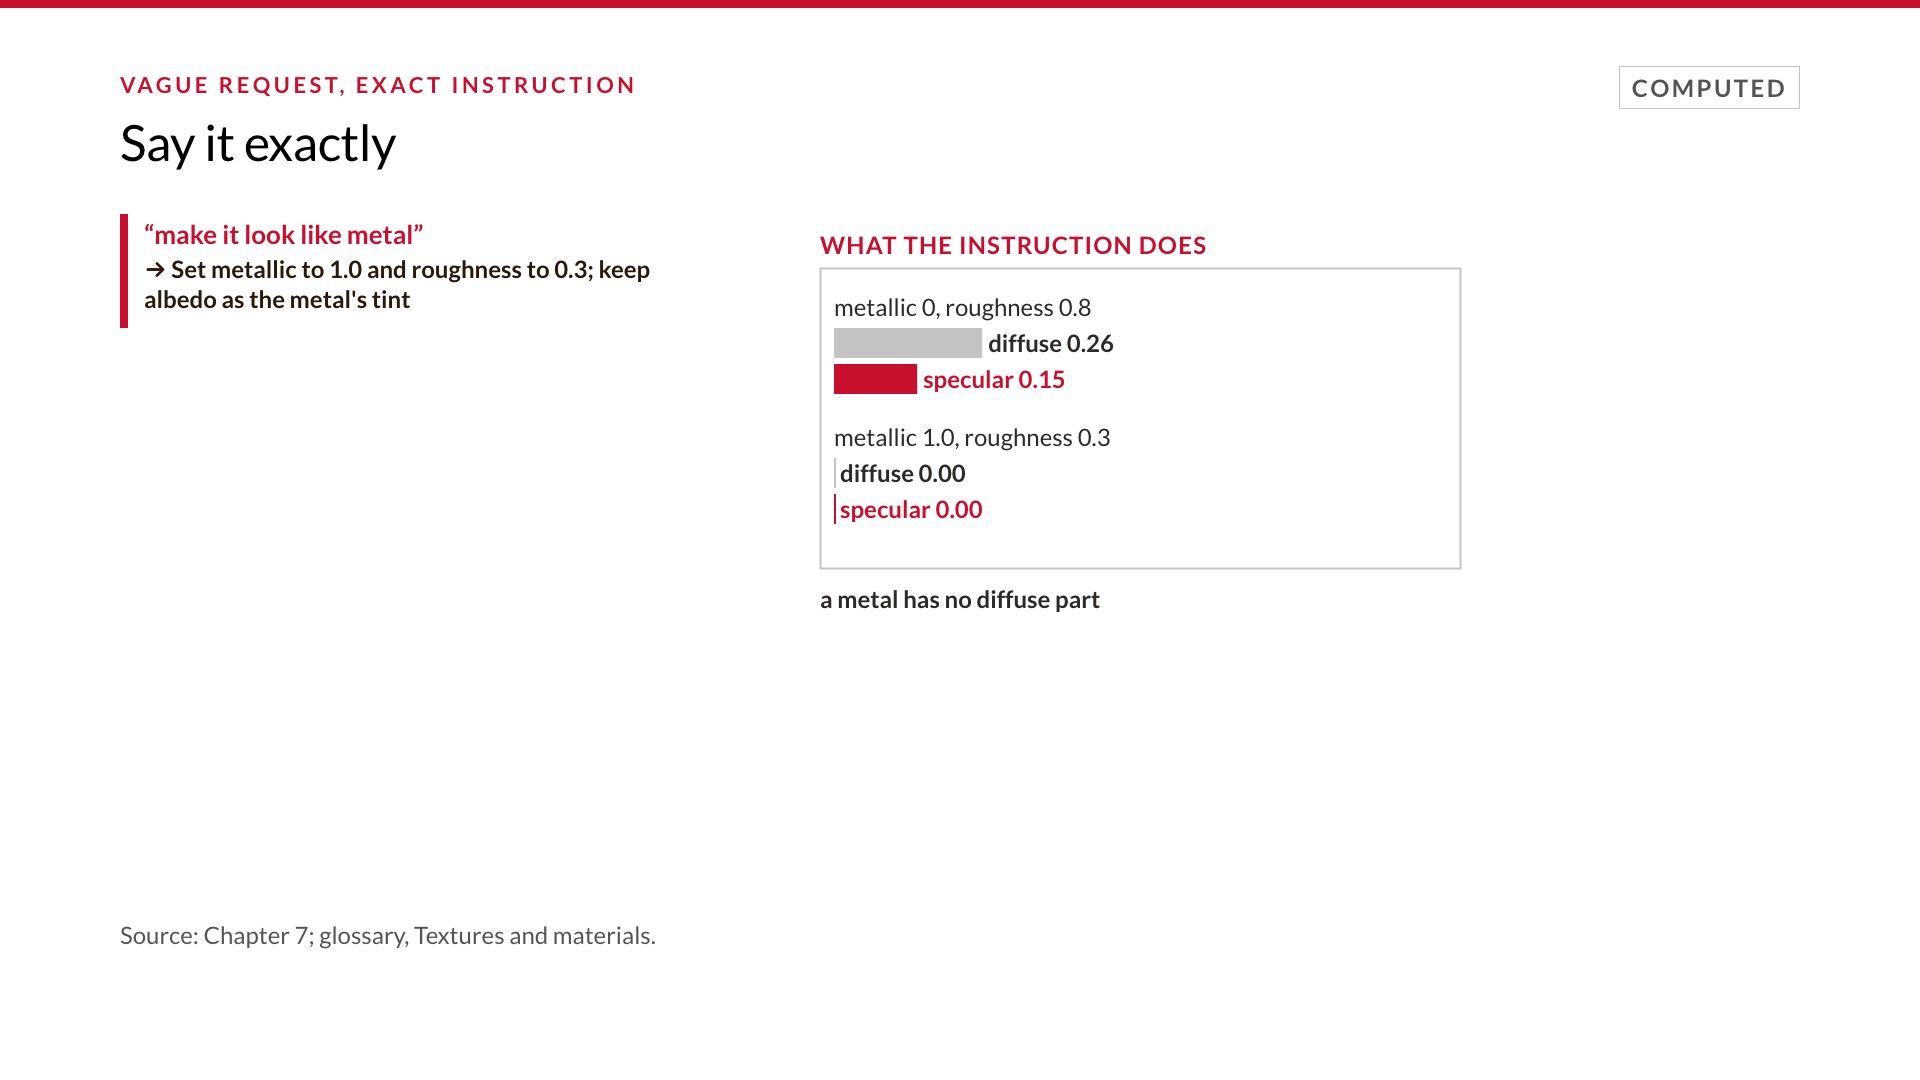 VAGUE REQUEST, EXACT INSTRUCTION
COMPUTED
Say it exactly
“make it look like metal”
→ Set metallic to 1.0 and roughness to 0.3; keep
albedo as the metal's tint
WHAT THE INSTRUCTION DOES
metallic 0, roughness 0.8
diffuse 0.26
specular 0.15
metallic 1.0, roughness 0.3
diffuse 0.00
specular 0.00
a metal has no diffuse part
Source: Chapter 7; glossary, Textures and materials.